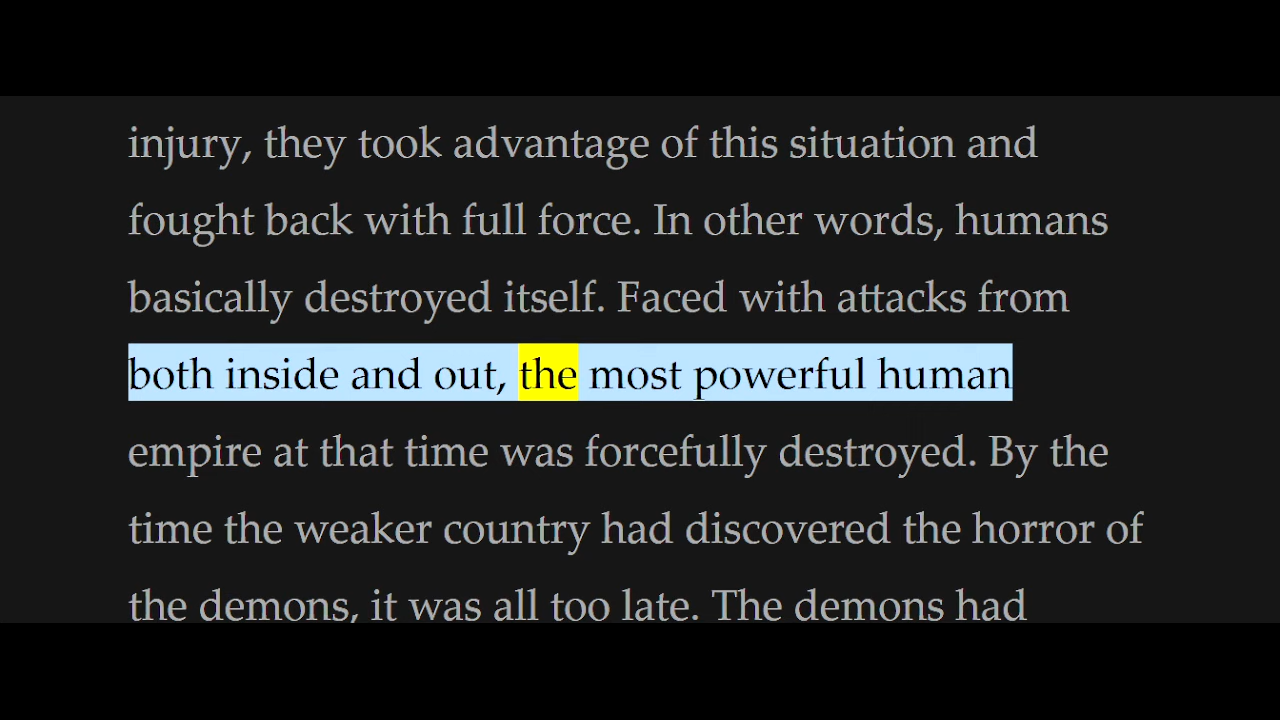 injury, they took advantage of this situation and
fought back with full force. In other words, humans
basically destroyed itself. Faced with attacks from
both inside and out, the most powerful human
empire at that time was forcefully destroyed. By the
time the weaker country had discovered the horror of
the demons, it was all too late. The demons had